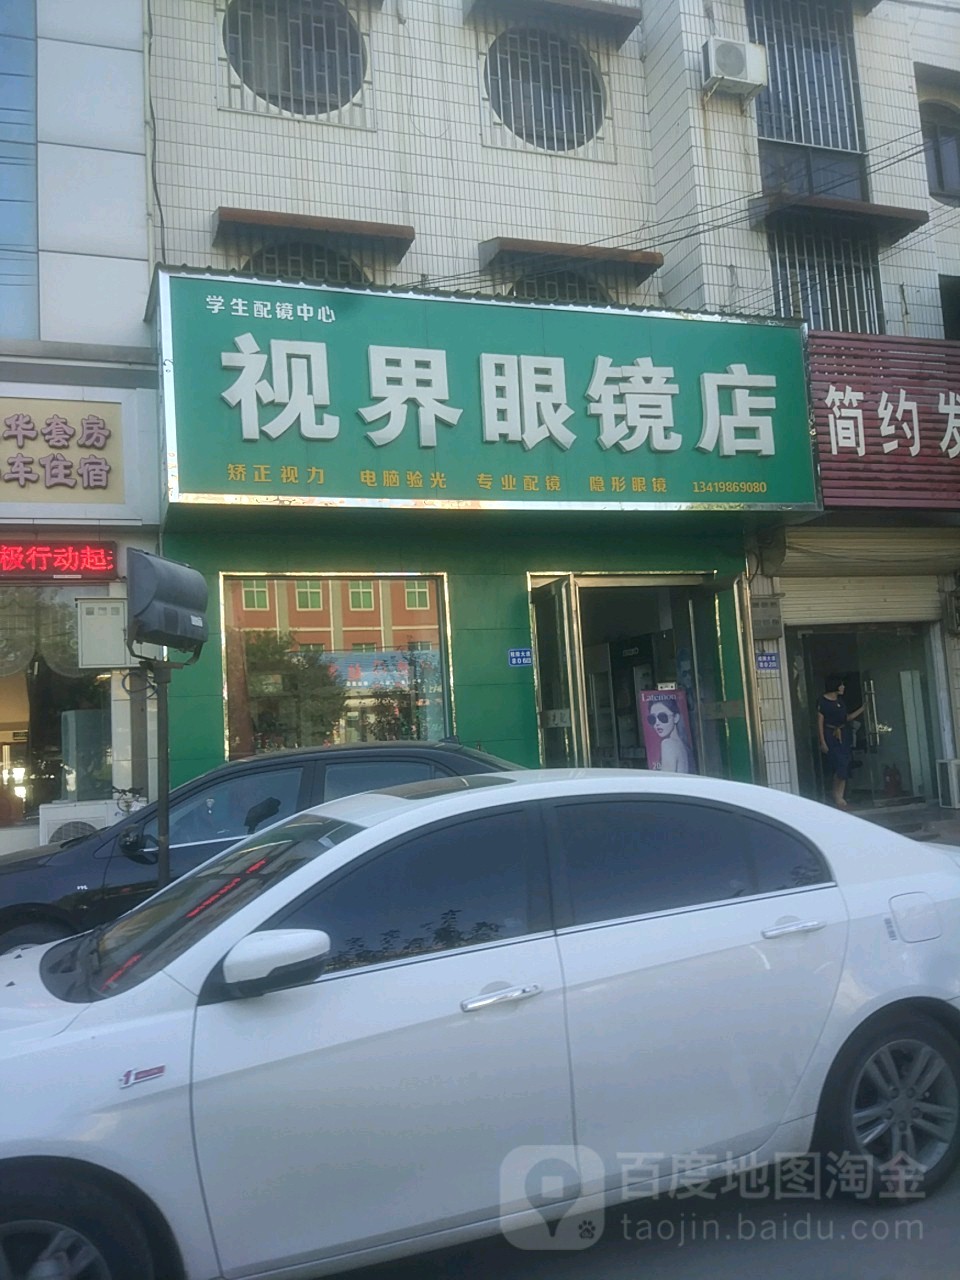 学生配镜中心
视界眼镜店
矫正视力 电脑验光 专业配镜 隐形眼镜 13419869080
简约发
华套房
车住宿
极行动起
Latemou
百度地图淘金
taojin.baidu.com